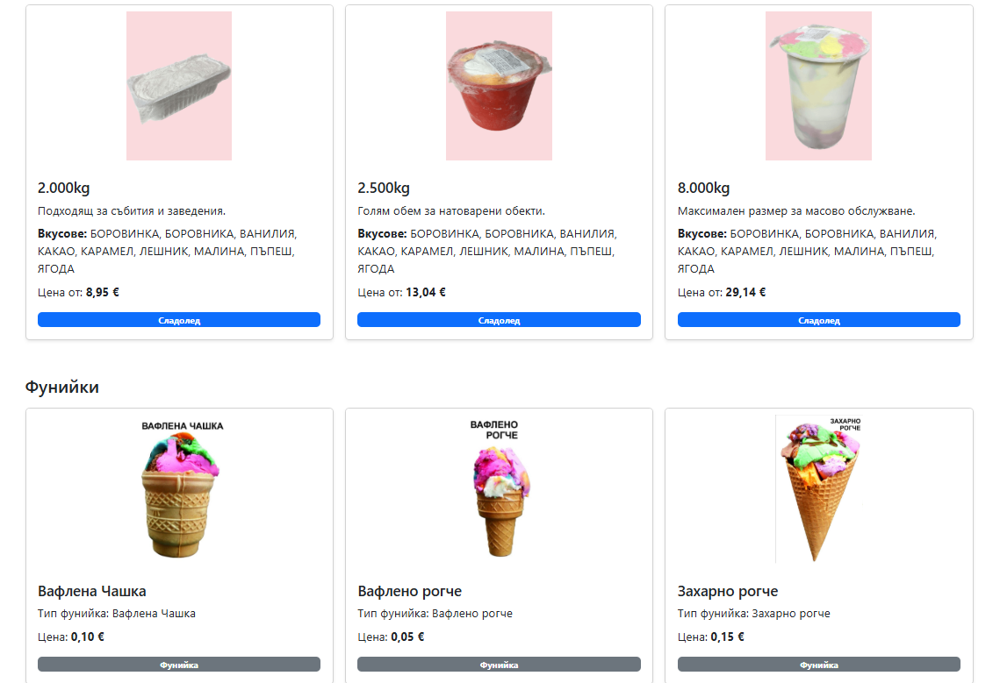 2.000kg
Подходящ за събития и заведения.
Вкусове: БОРОВИНКА, БОРОВНИКА, ВАНИЛИЯ,
КАКАО, КАРАМЕЛ, ЛЕШНИК, МАЛИНА, ПЪПЕШ,
ЯГОДА
Цена от: 8,95 €
Сладолед
2.500kg
Голям обем за натоварени обекти.
Вкусове: БОРОВИНКА, БОРОВНИКА, ВАНИЛИЯ,
КАКАО, КАРАМЕЛ, ЛЕШНИК, МАЛИНА, ПЪПЕШ,
ЯГОДА
Цена от: 13,04 €
Сладолед
8.000kg
Максимален размер за масово обслужване.
Вкусове: БОРОВИНКА, БОРОВНИКА, ВАНИЛИЯ,
КАКАО, КАРАМЕЛ, ЛЕШНИК, МАЛИНА, ПЪПЕШ,
ЯГОДА
Цена от: 29,14 €
Сладолед
Фунийки
ВАФЛЕНА ЧАШКА
Вафлена Чашка
Тип фунийка: Вафлена Чашка
Цена: 0,10 €
Фунийка
ВАФЛЕНО
РОГЧЕ
Вафлено рогче
Тип фунийка: Вафлено рогче
Цена: 0,05 €
Фунийка
ЗАХАРНО
РОГЧЕ
Захарно рогче
Тип фунийка: Захарно рогче
Цена: 0,15 €
Фунийка